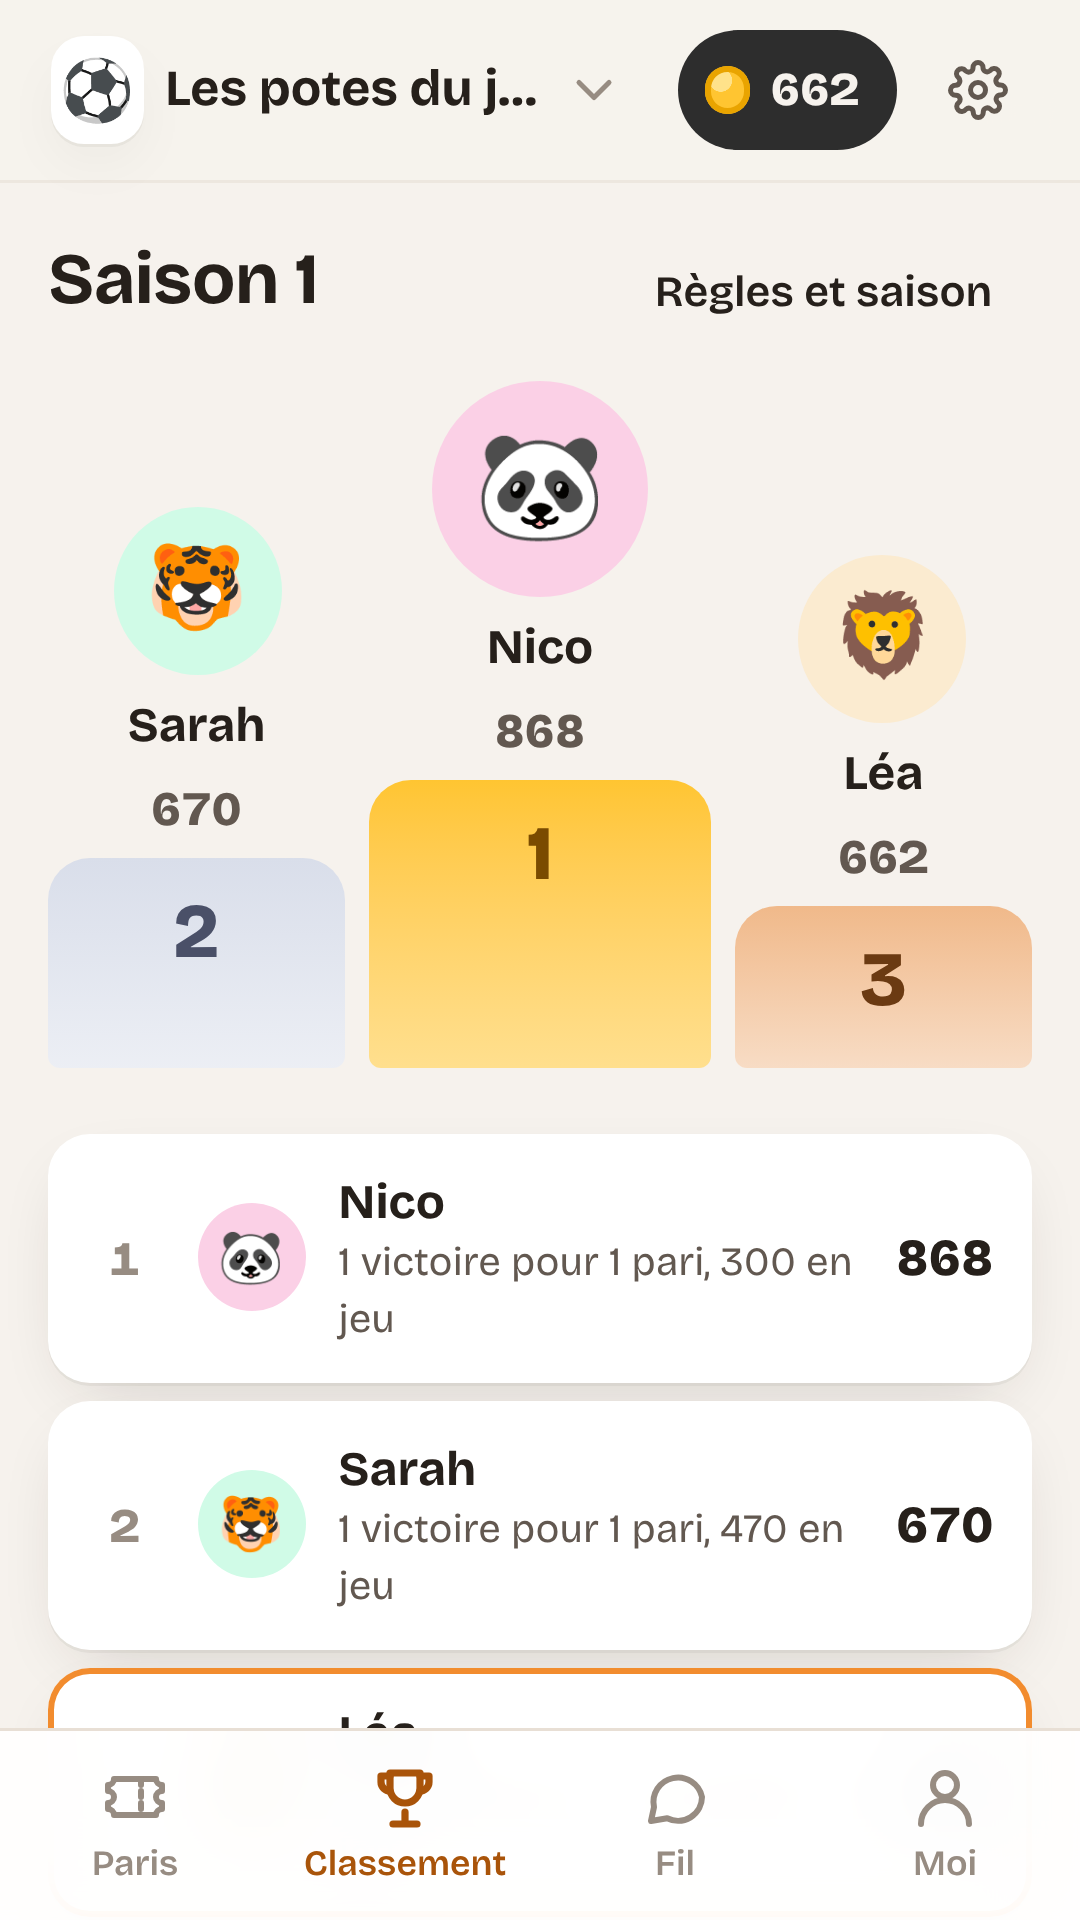 Les potes du j...
662
Saison 1
Règles et saison
Nico
868
Sarah
670
Léa
662
1
2
3
1
Nico
1 victoire pour 1 pari, 300 en
jeu
868
2
Sarah
1 victoire pour 1 pari, 470 en
jeu
670
Léa
Paris
Classement
Fil
Moi